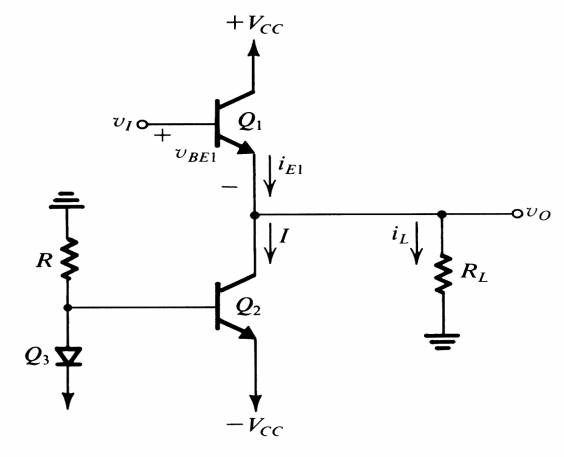 +V_CC
v_I
+
Q_1
v_BE1
−
i_E1
I
i_L
v_O
R
R_L
Q_2
Q_3
−V_CC